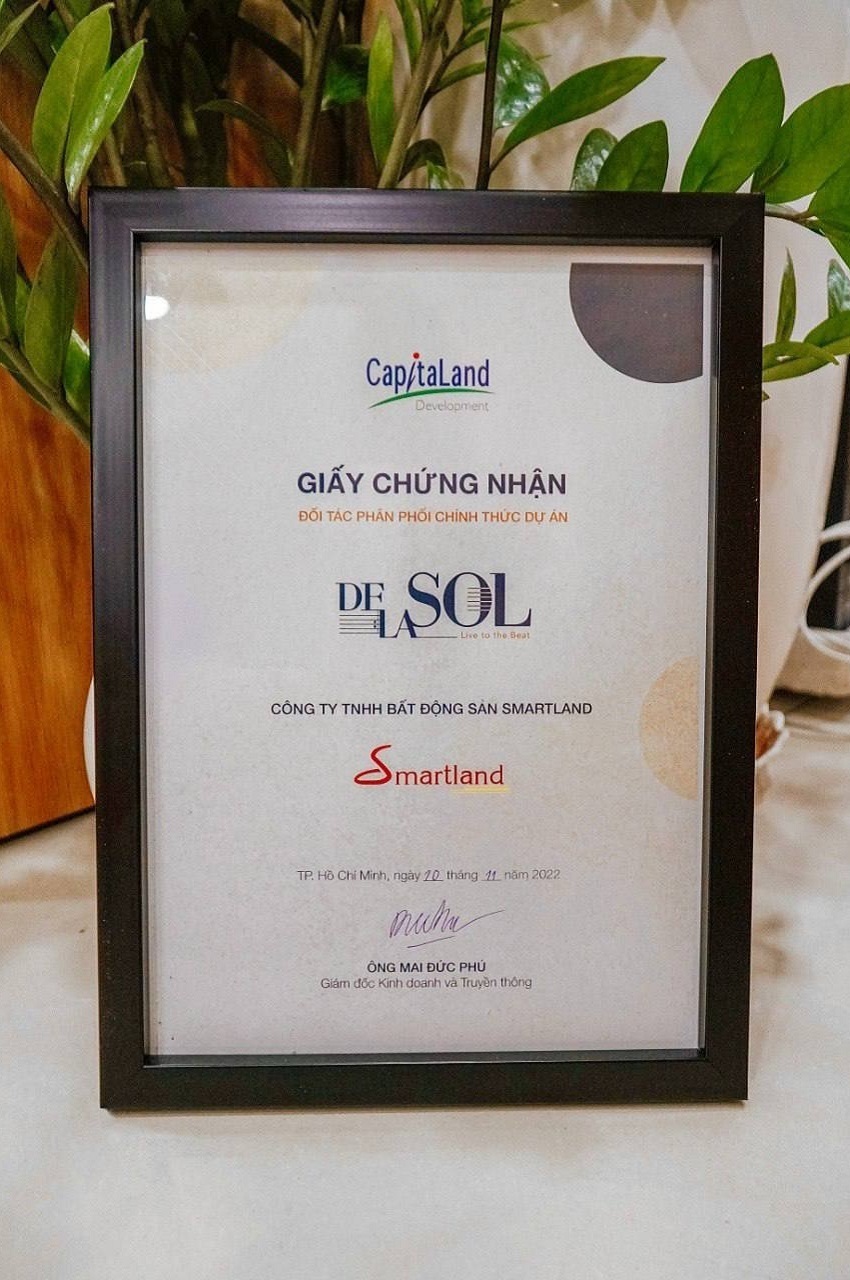 CapitaLand
Development
GIẤY CHỨNG NHẬN
ĐỐI TÁC PHÂN PHỐI CHÍNH THỨC DỰ ÁN
DE LA SOL
Live to the Beat
CÔNG TY TNHH BẤT ĐỘNG SẢN SMARTLAND
Smartland
TP. Hồ Chí Minh, ngày 20 tháng 11 năm 2022
ÔNG MAI ĐỨC PHÚ
Giám đốc Kinh doanh và Truyền thông